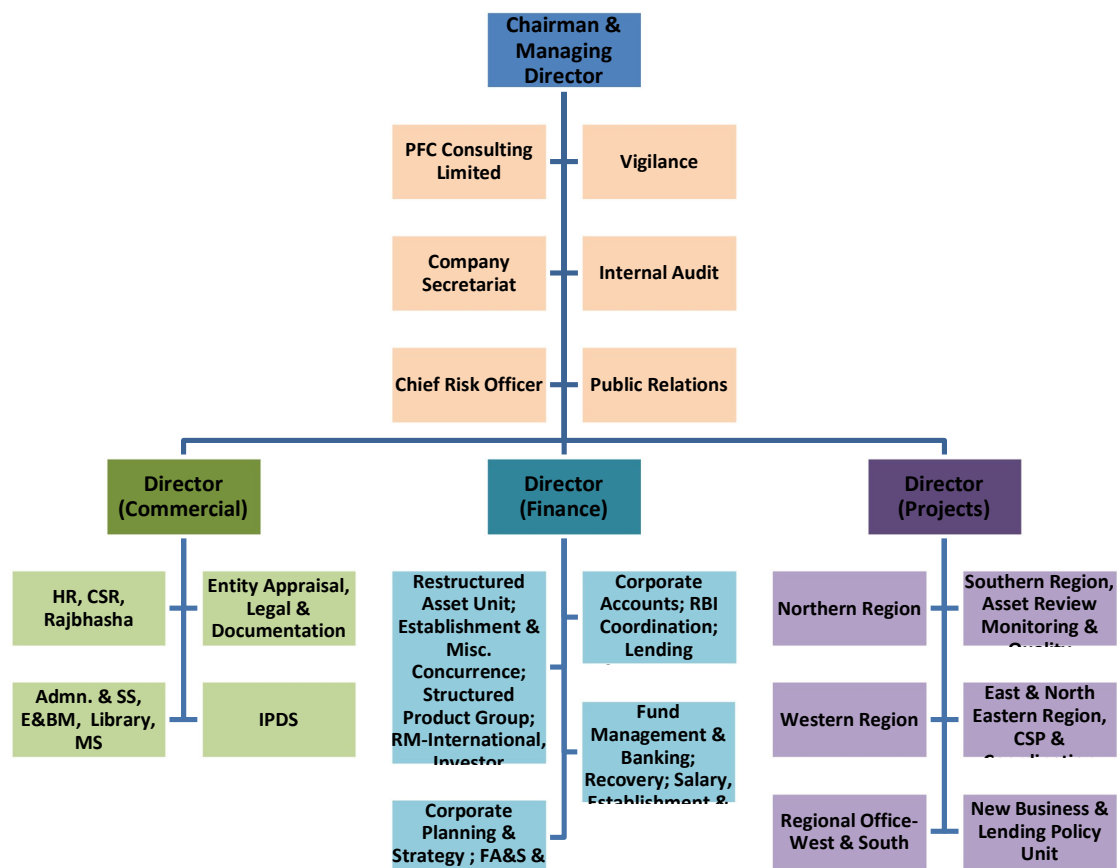 Chairman &
Managing
Director
PFC Consulting
Limited
Vigilance
Company
Secretariat
Internal Audit
Chief Risk Officer
Public Relations
Director
(Commercial)
Director
(Finance)
Director
(Projects)
HR, CSR,
Rajbhasha
Entity Appraisal,
Legal &
Documentation
Admn. & SS,
E&BM, Library,
MS
IPDS
Restructured
Asset Unit;
Establishment &
Misc.
Concurrence;
Structured
Product Group;
RM-International,
Investor
Corporate
Accounts; RBI
Coordination;
Lending
Fund
Management &
Banking;
Recovery; Salary,
Establishment &
Corporate
Planning &
Strategy ; FA&S &
Northern Region
Southern Region,
Asset Review
Monitoring &
Western Region
East & North
Eastern Region,
CSP &
Regional Office-
West & South
New Business &
Lending Policy
Unit